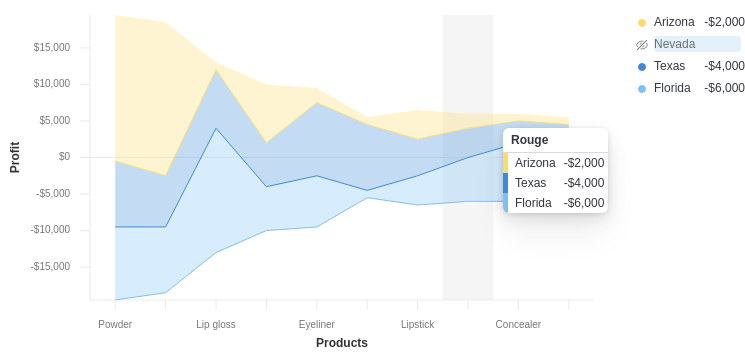 Arizona -$2,000
Nevada
Texas -$4,000
Florida -$6,000
$15,000
$10,000
$5,000
$0
-$5,000
-$10,000
-$15,000
Profit
Rouge
Arizona -$2,000
Texas -$4,000
Florida -$6,000
Powder Lip gloss Eyeliner Lipstick Concealer
Products